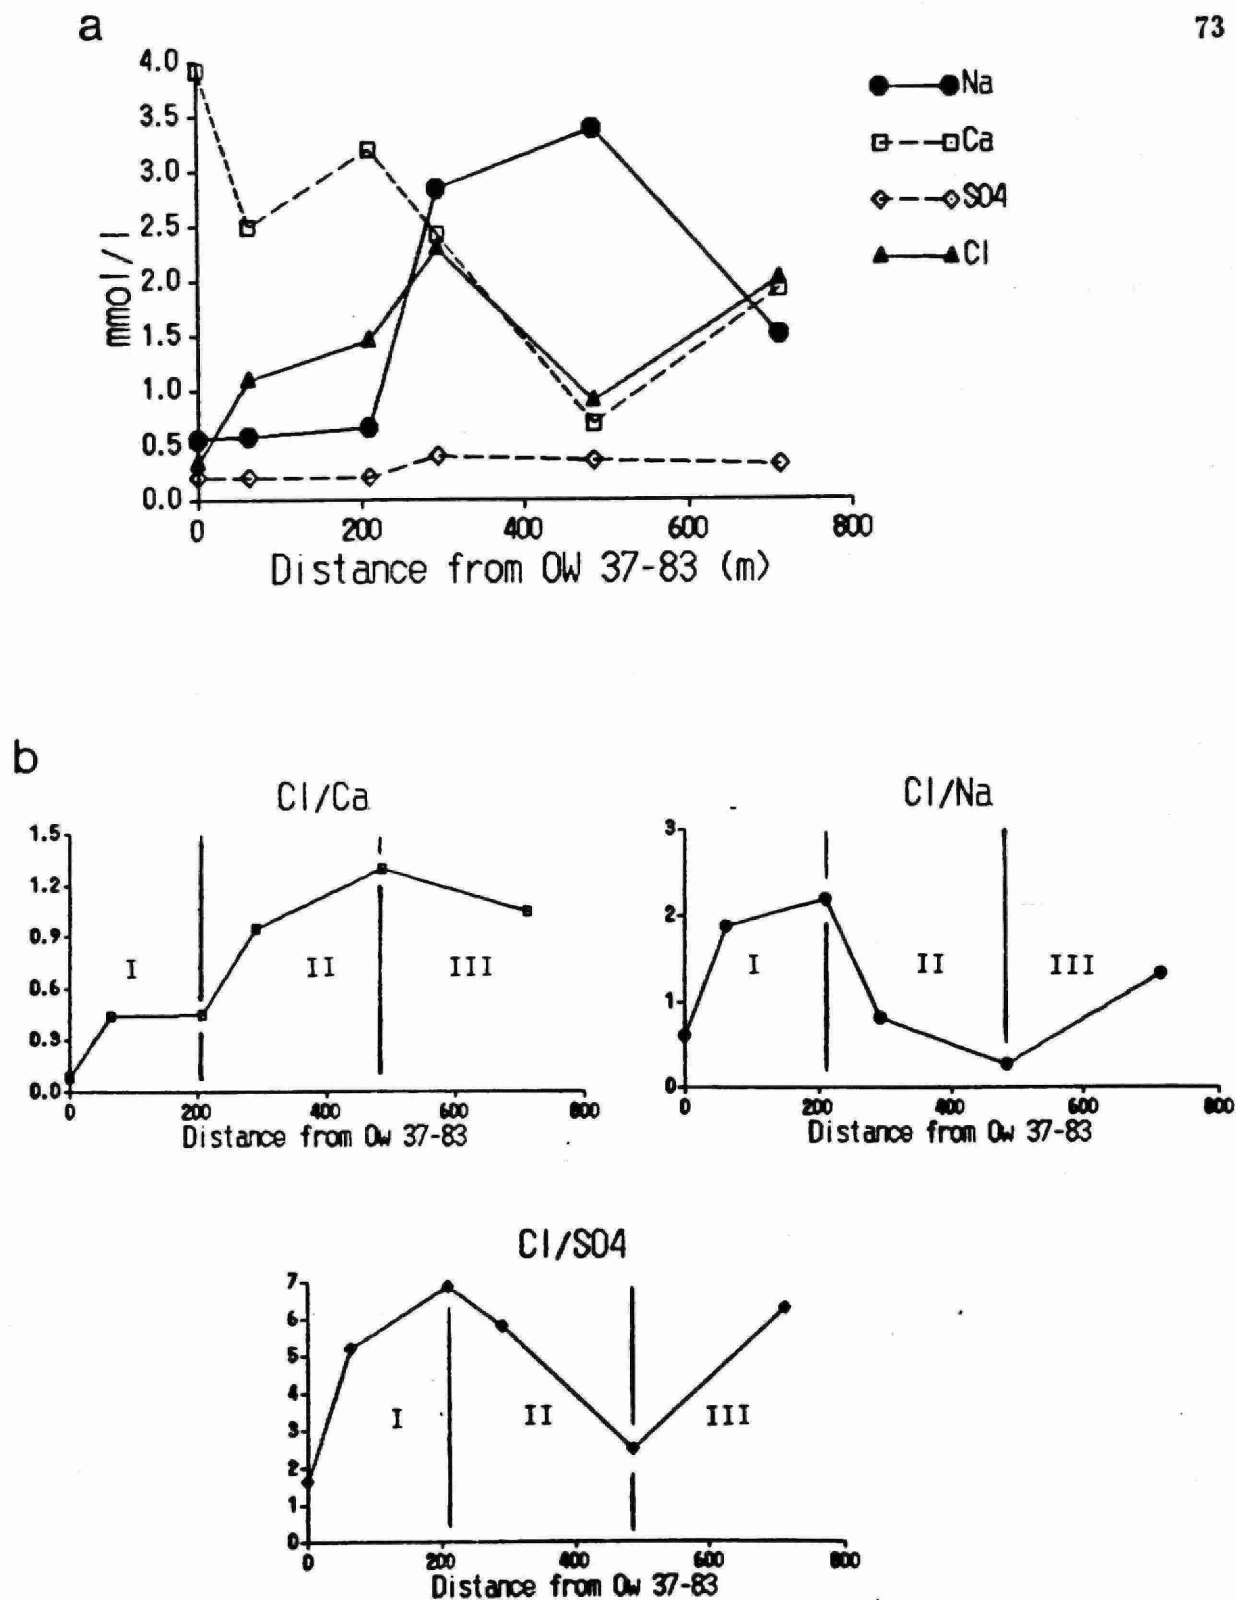 a
73
4.0
3.5
3.0
2.5
2.0
1.5
1.0
0.5
0.0
mmol/l
0 200 400 600 800
Distance from OW 37-83 (m)
Na
Ca
SO4
Cl
b
Cl/Ca
1.5
1.2
0.9
0.6
0.3
0.0
I II III
0 200 400 600 800
Distance from Ow 37-83
Cl/Na
3
2
1
0
I II III
0 200 400 600 800
Distance from Ow 37-83
Cl/SO4
7
6
5
4
3
2
1
0
I II III
0 200 400 600 800
Distance from Ow 37-83